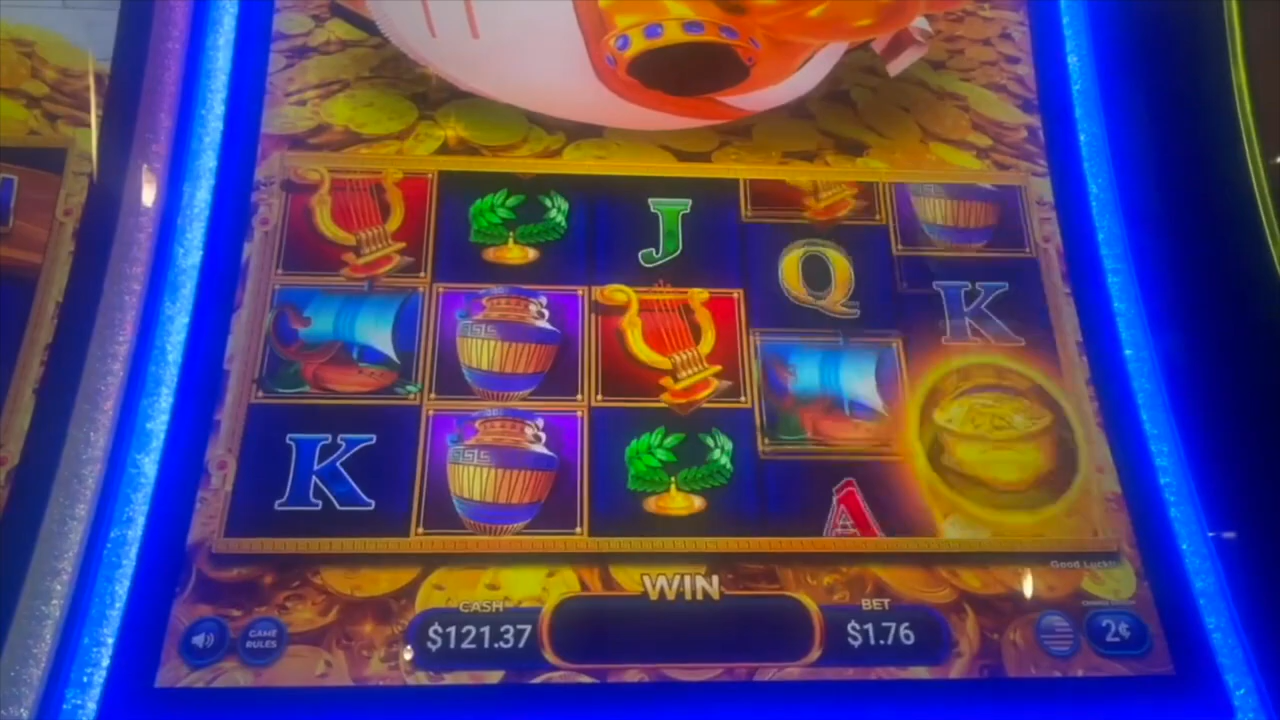 J
Q
K
K
A
Good Luck!!
WIN
CASH
BET
$121.37
$1.76
GAME
RULES
2¢